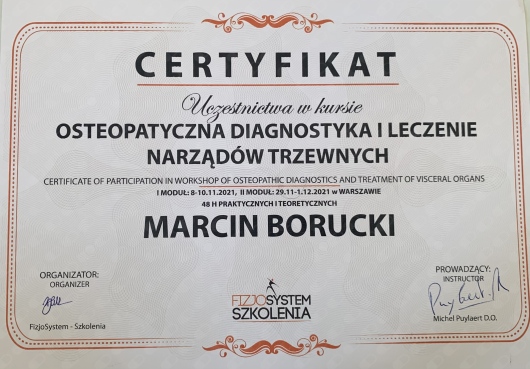 CERTYFIKAT
Uczestnictwa w kursie
OSTEOPATYCZNA DIAGNOSTYKA I LECZENIE
NARZĄDÓW TRZEWNYCH
CERTIFICATE OF PARTICIPATION IN WORKSHOP OF OSTEOPATHIC DIAGNOSTICS AND TREATMENT OF VISCERAL ORGANS
I MODUŁ: 8-10.11.2021, II MODUŁ: 29.11-1.12.2021 w WARSZAWIE
48 H PRAKTYCZNYCH I TEORETYCZNYCH
MARCIN BORUCKI
ORGANIZATOR:
ORGANIZER
FizjoSystem - Szkolenia
FIZJOSYSTEM
SZKOLENIA
PROWADZĄCY:
INSTRUCTOR
Michel Puylaert D.O.